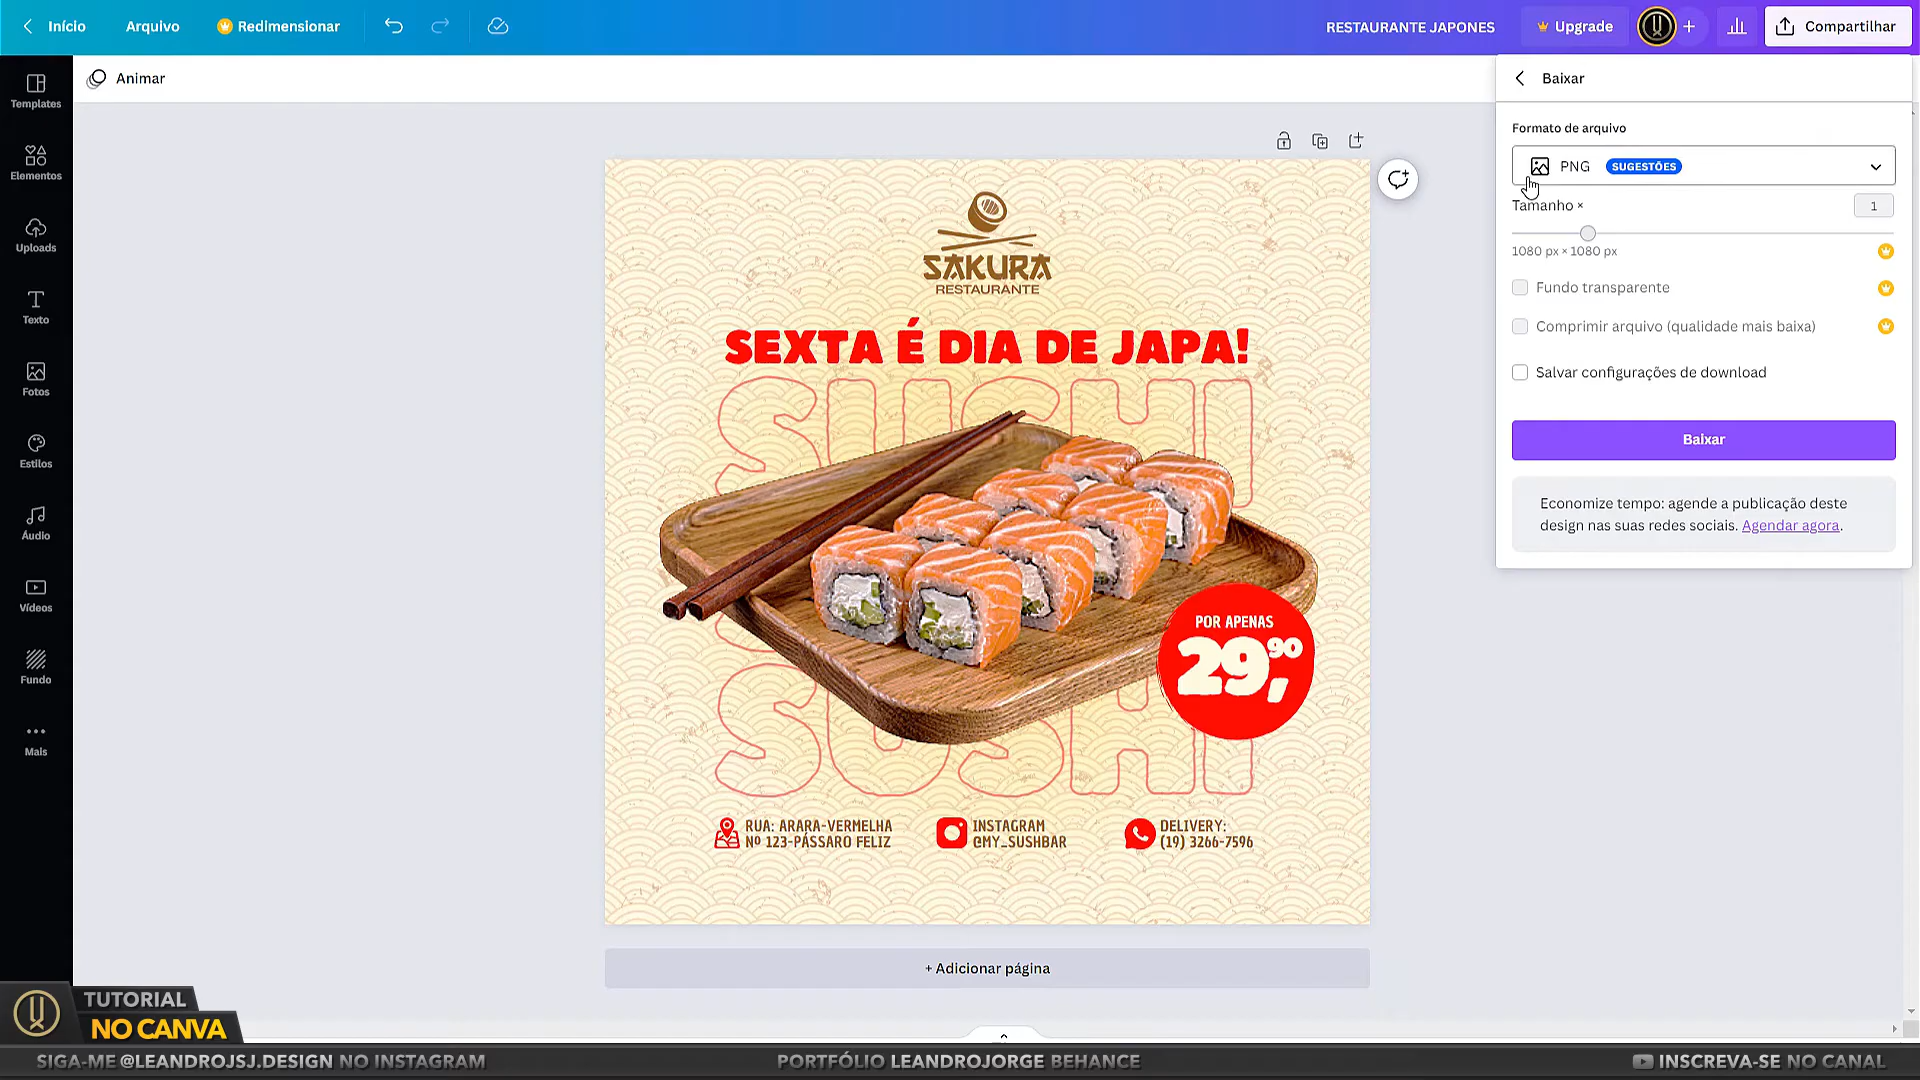 Início
Arquivo
Redimensionar
RESTAURANTE JAPONES
Upgrade
Compartilhar
Animar
Templates
Elementos
Uploads
Texto
Fotos
Estilos
Áudio
Vídeos
Fundo
Mais
SAKURA
RESTAURANTE
SEXTA É DIA DE JAPA!
SUSHI
POR APENAS
29,90
SUSHI
RUA: ARARA-VERMELHA
Nº 123-PÁSSARO FELIZ
INSTAGRAM
@MY_SUSHBAR
DELIVERY:
(19) 3266-7596
+ Adicionar página
Baixar
Formato de arquivo
PNG SUGESTÕES
Tamanho × 1
1080 px × 1080 px
Fundo transparente
Comprimir arquivo (qualidade mais baixa)
Salvar configurações de download
Baixar
Economize tempo: agende a publicação deste
design nas suas redes sociais. Agendar agora.
TUTORIAL
NO CANVA
SIGA-ME @LEANDROJSJ.DESIGN NO INSTAGRAM
PORTFÓLIO LEANDROJORGE BEHANCE
INSCREVA-SE NO CANAL